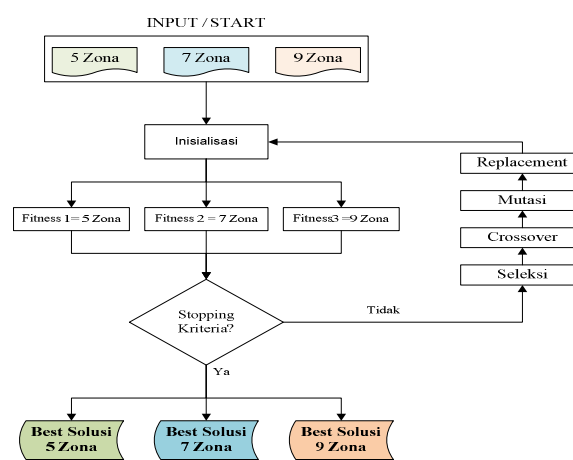 INPUT / START
5 Zona
7 Zona
9 Zona
Inisialisasi
Replacement
Mutasi
Fitness 1= 5 Zona
Fitness 2 = 7 Zona
Fitness3 =9 Zona
Crossover
Seleksi
Stopping
Kriteria?
Tidak
Ya
Best Solusi
5 Zona
Best Solusi
7 Zona
Best Solusi
9 Zona